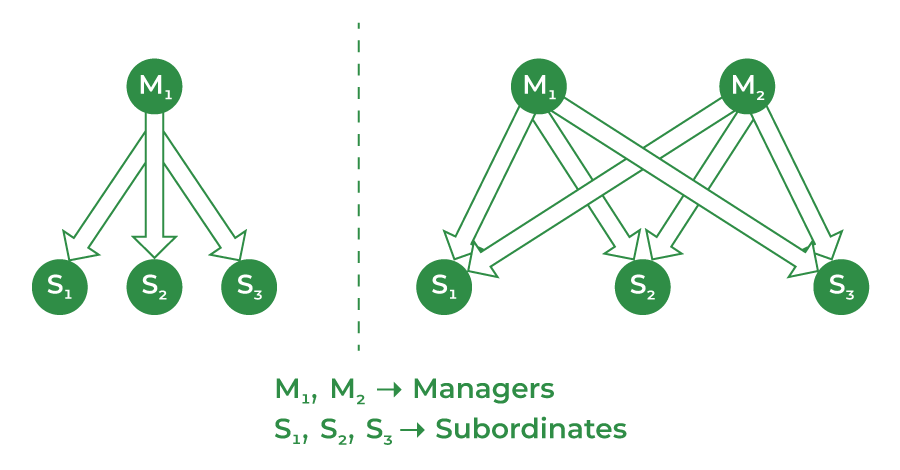 M₁
M₁ M₂
S₁ S₂ S₃
S₁ S₂ S₃
M₁, M₂ → Managers
S₁, S₂, S₃ → Subordinates